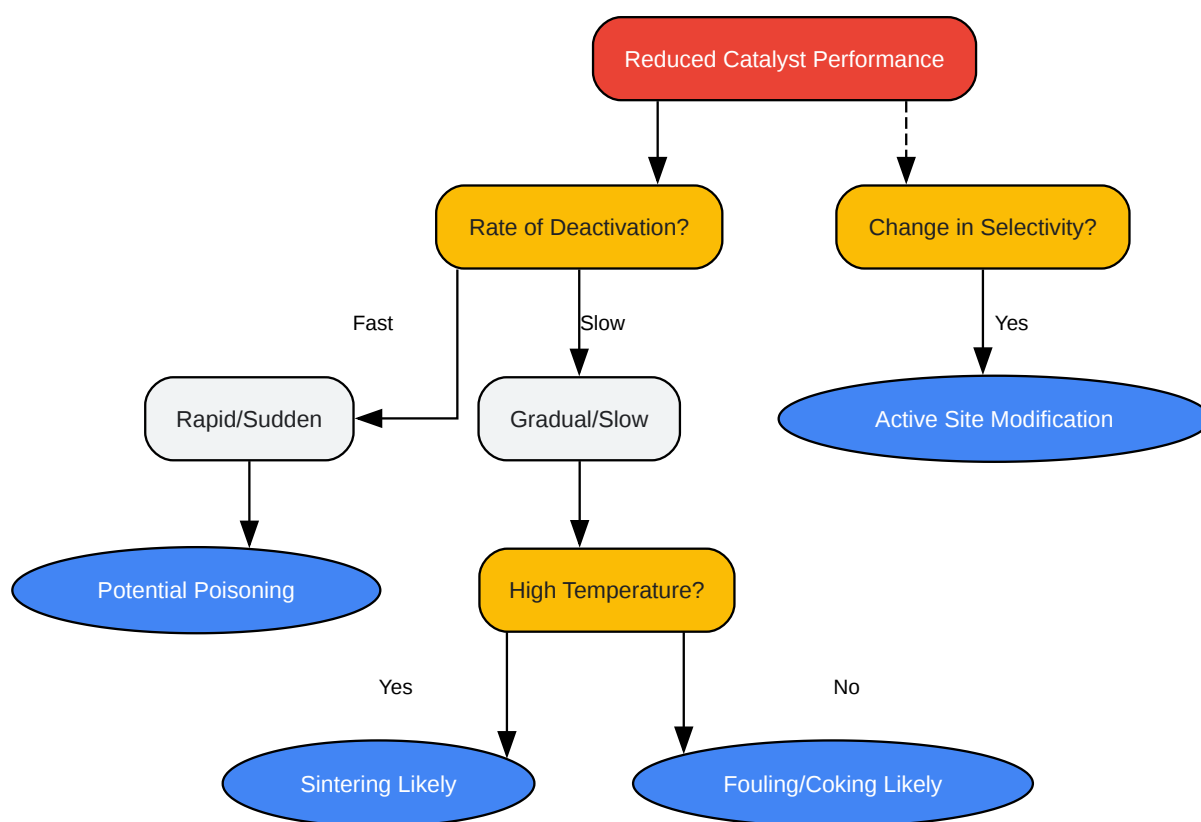 Reduced Catalyst Performance
Rate of Deactivation?
Change in Selectivity?
Fast
Slow
Yes
Rapid/Sudden
Gradual/Slow
Active Site Modification
Potential Poisoning
High Temperature?
Yes
No
Sintering Likely
Fouling/Coking Likely